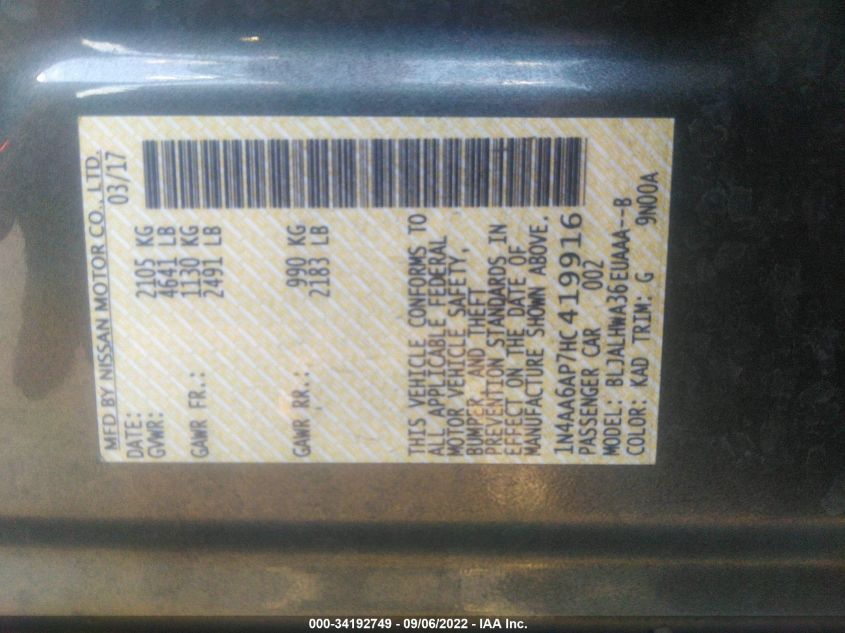 MFD BY NISSAN MOTOR CO., LTD.
DATE: 03/17
GVWR: 2105 KG
4641 LB
GAWR FR.: 1130 KG
2491 LB
GAWR RR.: 990 KG
2183 LB
THIS VEHICLE CONFORMS TO
ALL APPLICABLE FEDERAL
MOTOR VEHICLE SAFETY,
BUMPER, AND THEFT
PREVENTION STANDARDS IN
EFFECT ON THE DATE OF
MANUFACTURE SHOWN ABOVE.
1N4AA6AP7HC419916
PASSENGER CAR 002
MODEL: BLJALHWA36EUAAA--B
COLOR: KAD TRIM: G 9N00A
000-34192749 - 09/06/2022 - IAA Inc.